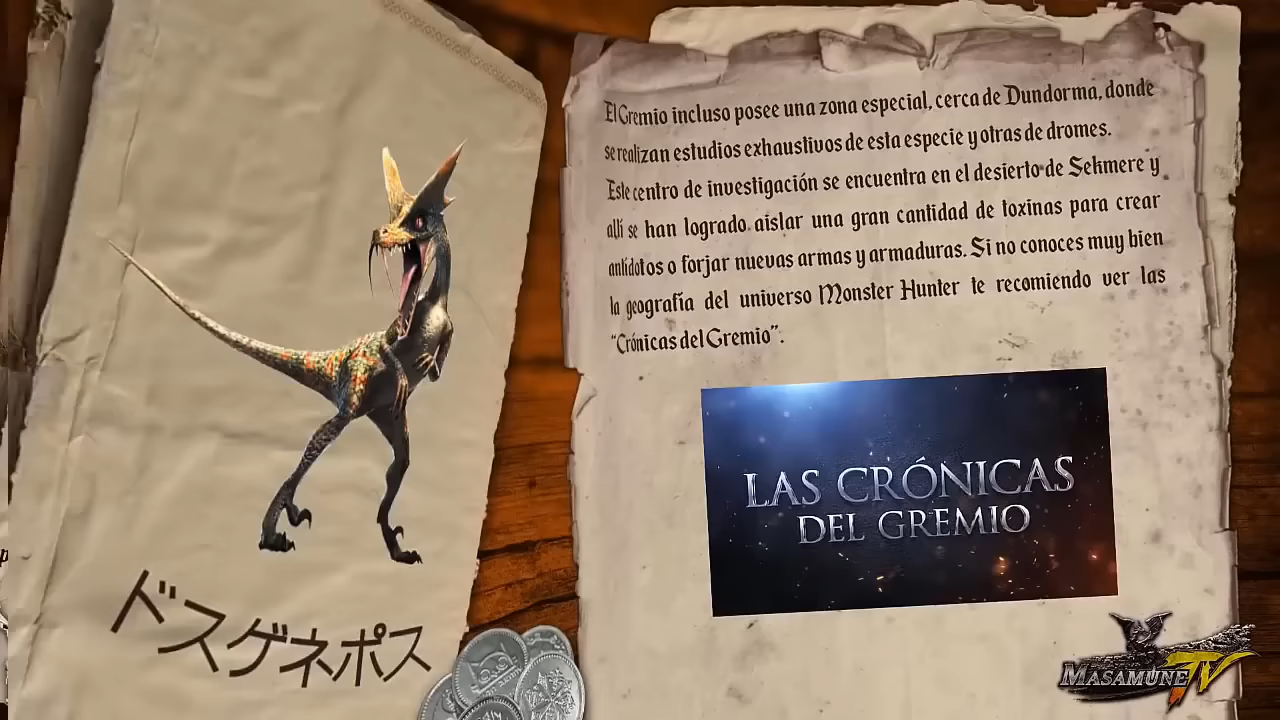 El Gremio incluso posee una zona especial, cerca de Dundorma, donde
se realizan estudios exhaustivos de esta especie y otras de dromes.
Este centro de investigación se encuentra en el desierto de Sekmere y
allí se han logrado aislar una gran cantidad de toxinas para crear
antídotos o forjar nuevas armas y armaduras. Si no conoces muy bien
la geografía del universo Monster Hunter te recomiendo ver las
“Crónicas del Gremio”.
LAS CRÓNICAS
DEL GREMIO
ドスゲネポス
MASAMUNE TV